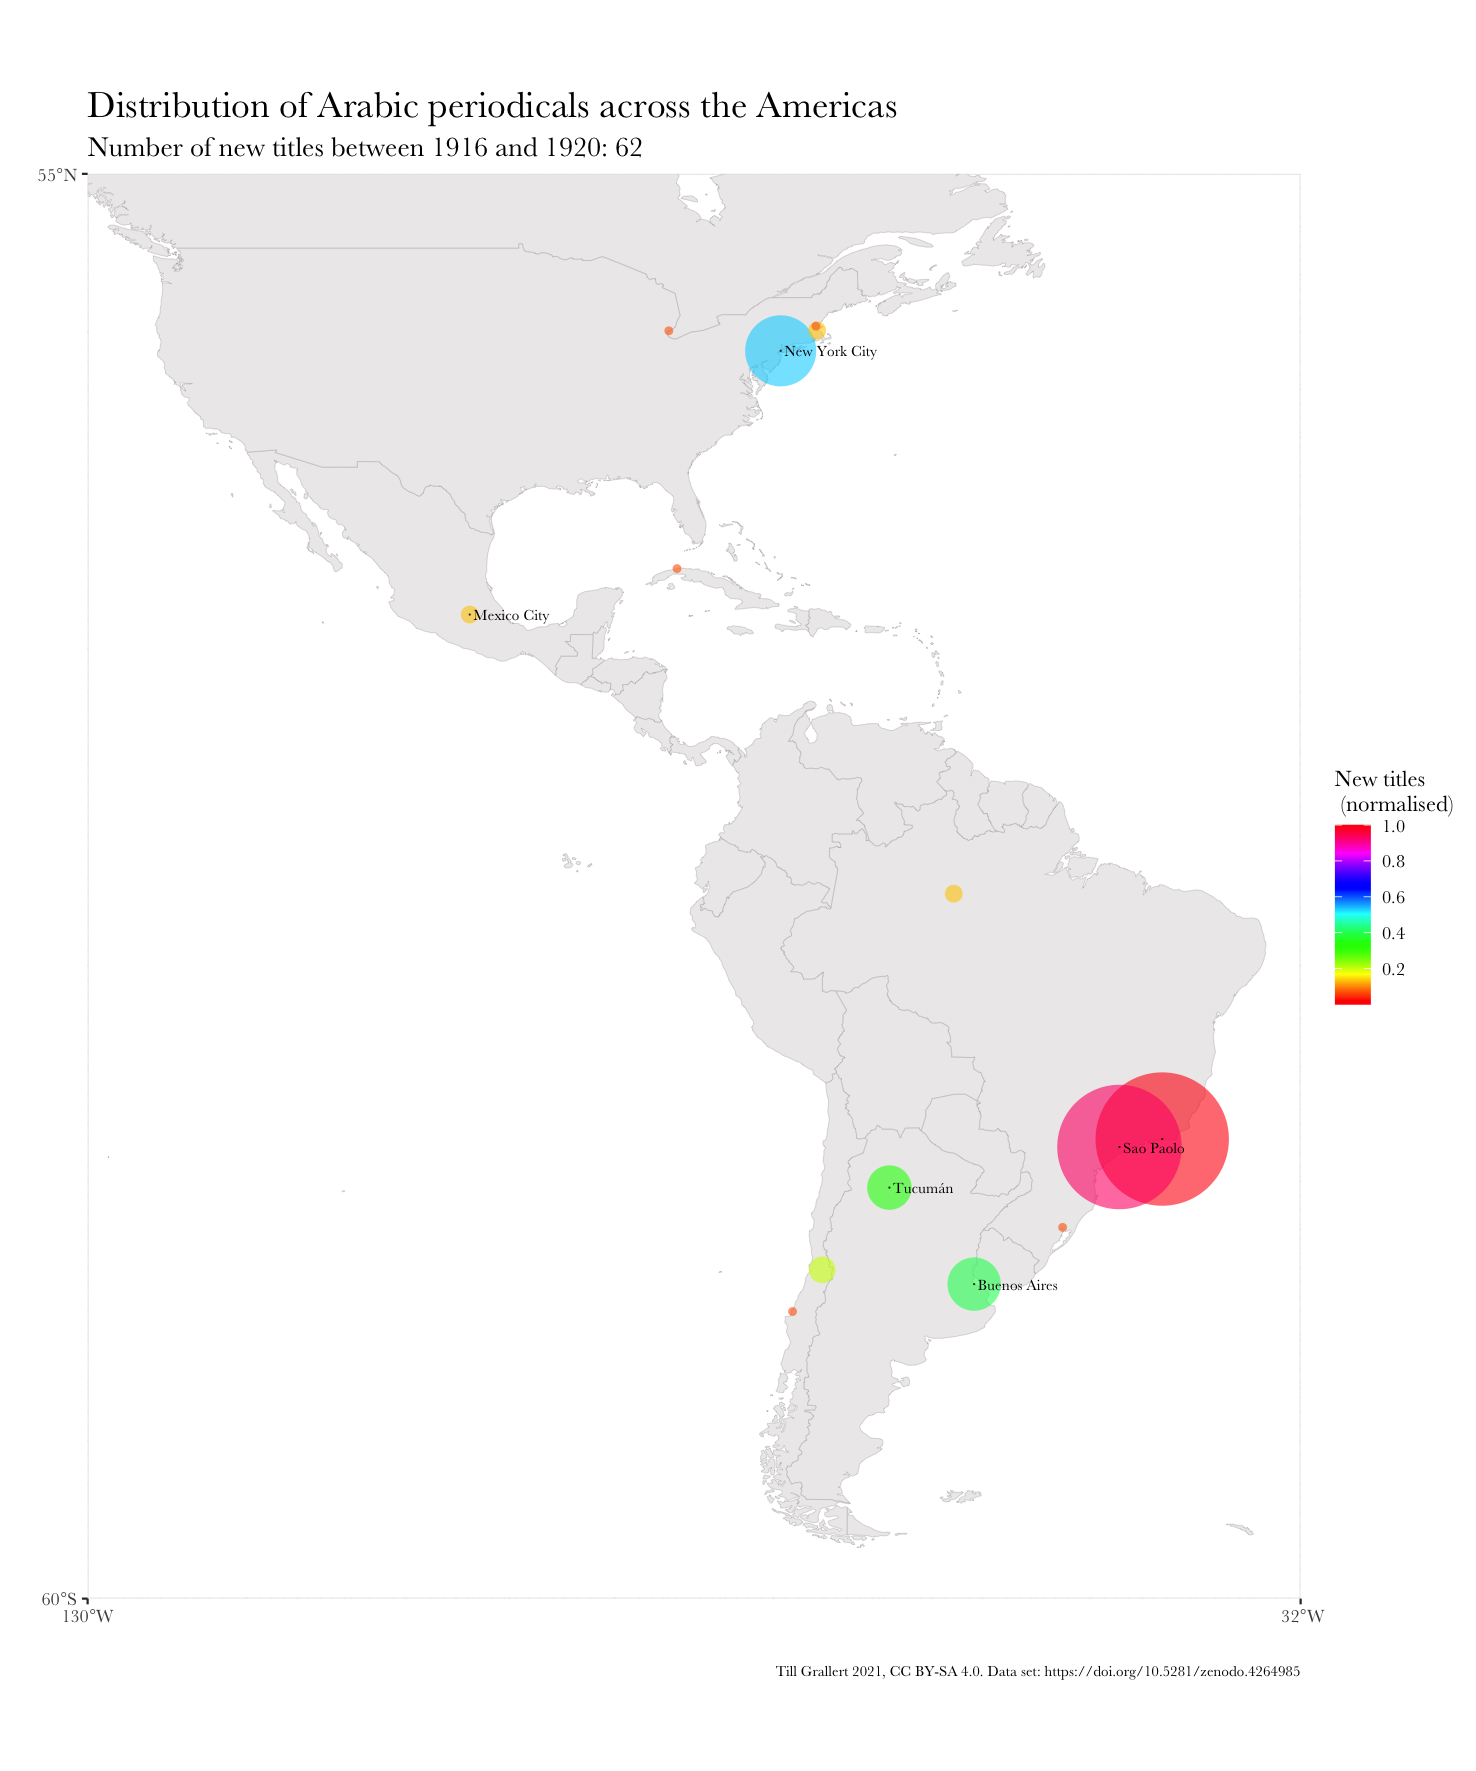 Distribution of Arabic periodicals across the Americas
Number of new titles between 1916 and 1920: 62
55°N
New York City
Mexico City
New titles
(normalised)
1.0
0.8
0.6
0.4
0.2
Sao Paolo
Tucumán
Buenos Aires
60°S
130°W
32°W
Till Grallert 2021, CC BY-SA 4.0. Data set: https://doi.org/10.5281/zenodo.4264985